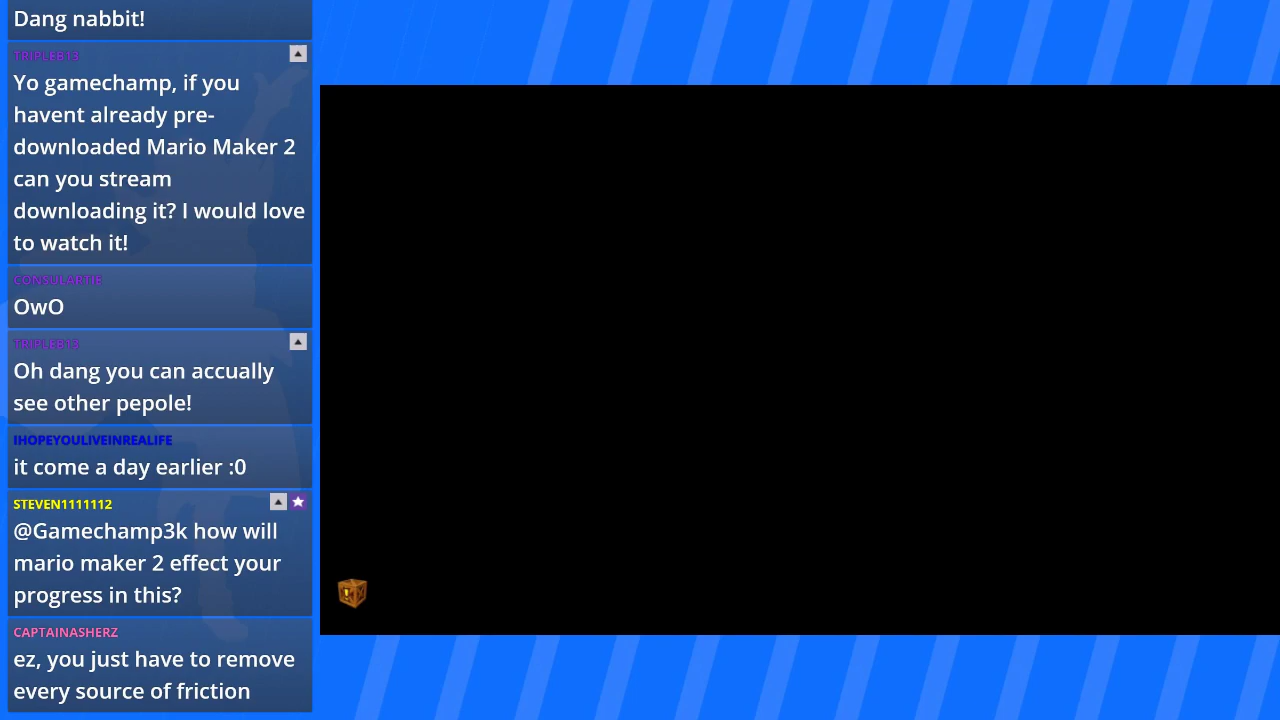 Dang nabbit!
TRIPLEB13
Yo gamechamp, if you
havent already pre-
downloaded Mario Maker 2
can you stream
downloading it? I would love
to watch it!
CONSULARTIE
OwO
TRIPLEB13
Oh dang you can accually
see other pepole!
IHOPEYOULIVEINREALIFE
it come a day earlier :0
STEVEN1111112
@Gamechamp3k how will
mario maker 2 effect your
progress in this?
CAPTAINASHERZ
ez, you just have to remove
every source of friction